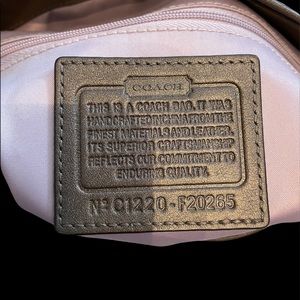 COACH
THIS IS A COACH BAG. IT WAS
HANDCRAFTED IN CHINA FROM THE
FINEST MATERIALS AND LEATHER.
ITS SUPERIOR CRAFTSMANSHIP
REFLECTS OUR COMMITMENT TO
ENDURING QUALITY.
Nº C1220-F20265